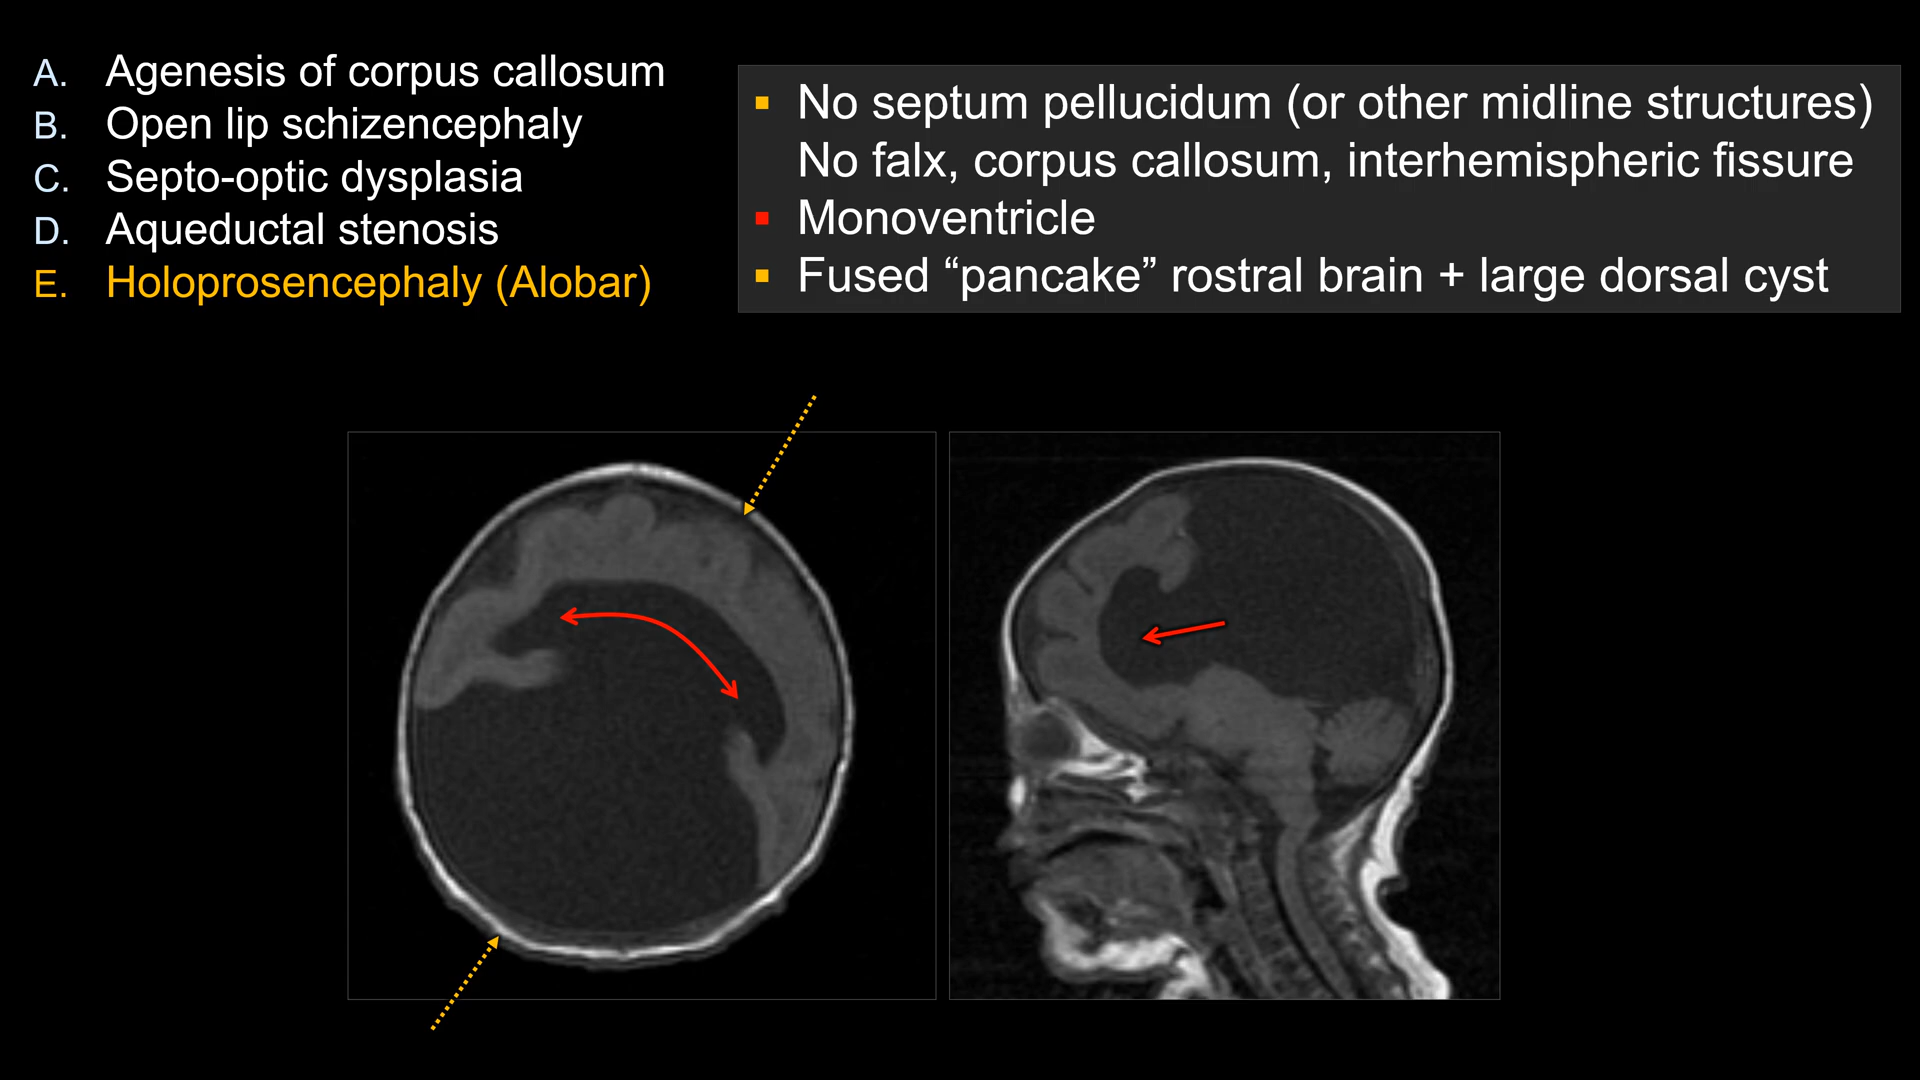 A. Agenesis of corpus callosum
B. Open lip schizencephaly
C. Septo-optic dysplasia
D. Aqueductal stenosis
E. Holoprosencephaly (Alobar)
▪ No septum pellucidum (or other midline structures)
No falx, corpus callosum, interhemispheric fissure
▪ Monoventricle
▪ Fused “pancake” rostral brain + large dorsal cyst